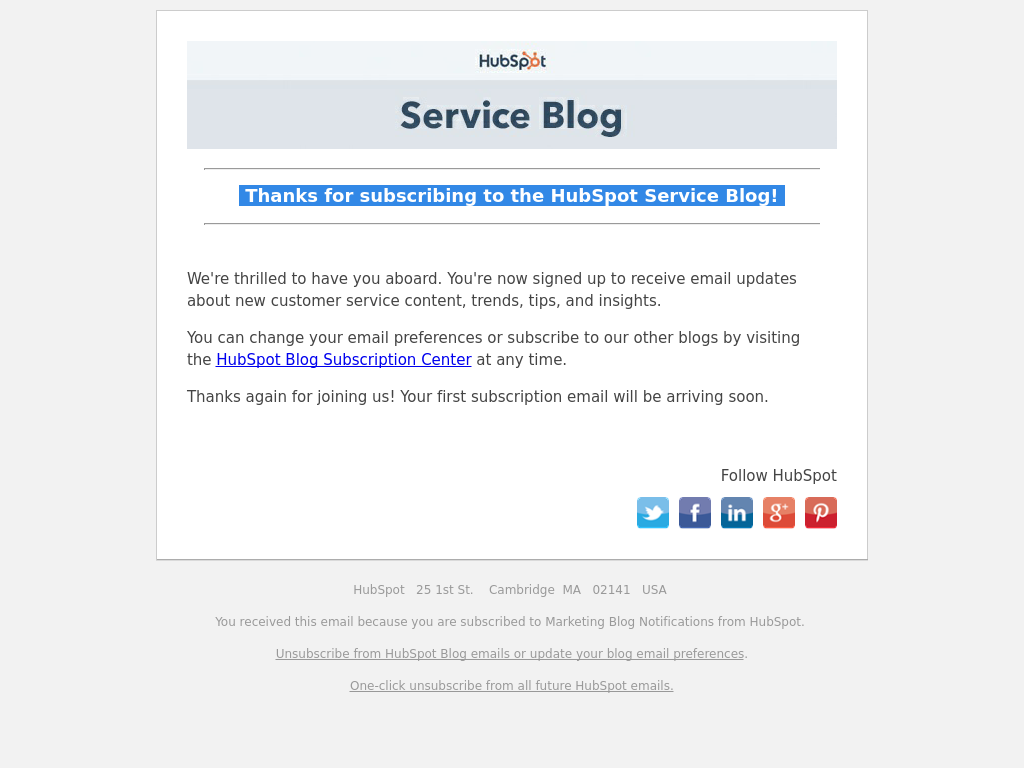 HubSpot
Service Blog
Thanks for subscribing to the HubSpot Service Blog!
We're thrilled to have you aboard. You're now signed up to receive email updates
about new customer service content, trends, tips, and insights.
You can change your email preferences or subscribe to our other blogs by visiting
the HubSpot Blog Subscription Center at any time.
Thanks again for joining us! Your first subscription email will be arriving soon.
Follow HubSpot
f in g+
HubSpot 25 1st St. Cambridge MA 02141 USA
You received this email because you are subscribed to Marketing Blog Notifications from HubSpot.
Unsubscribe from HubSpot Blog emails or update your blog email preferences.
One-click unsubscribe from all future HubSpot emails.